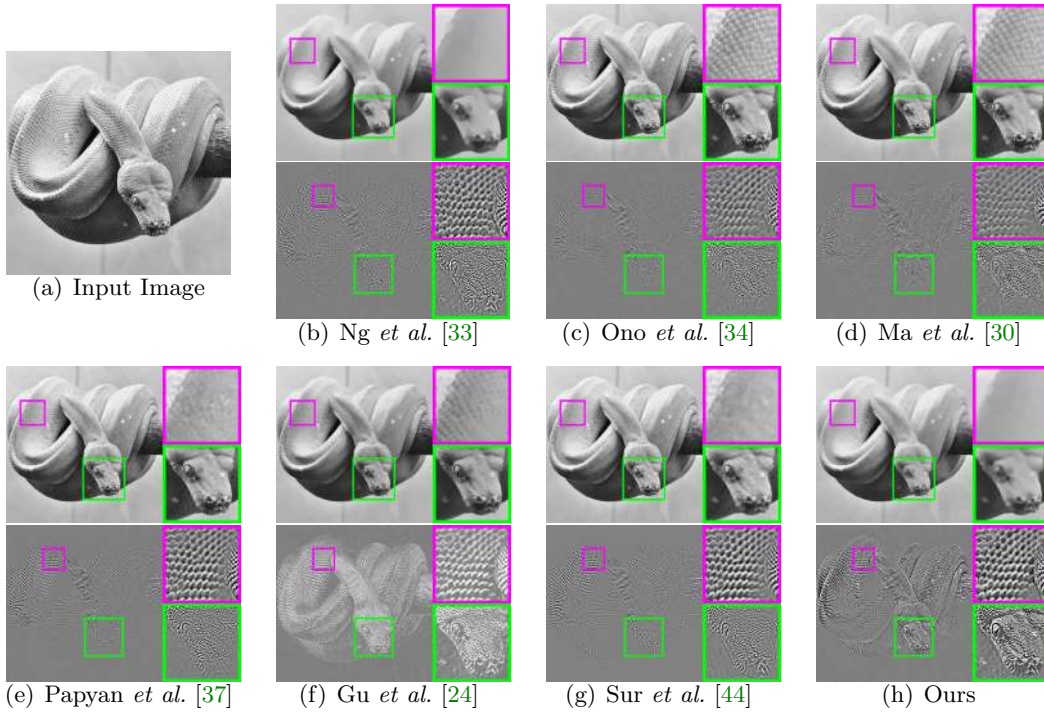 (a) Input Image
(b) Ng et al. [33]
(c) Ono et al. [34]
(d) Ma et al. [30]
(e) Papyan et al. [37]
(f) Gu et al. [24]
(g) Sur et al. [44]
(h) Ours